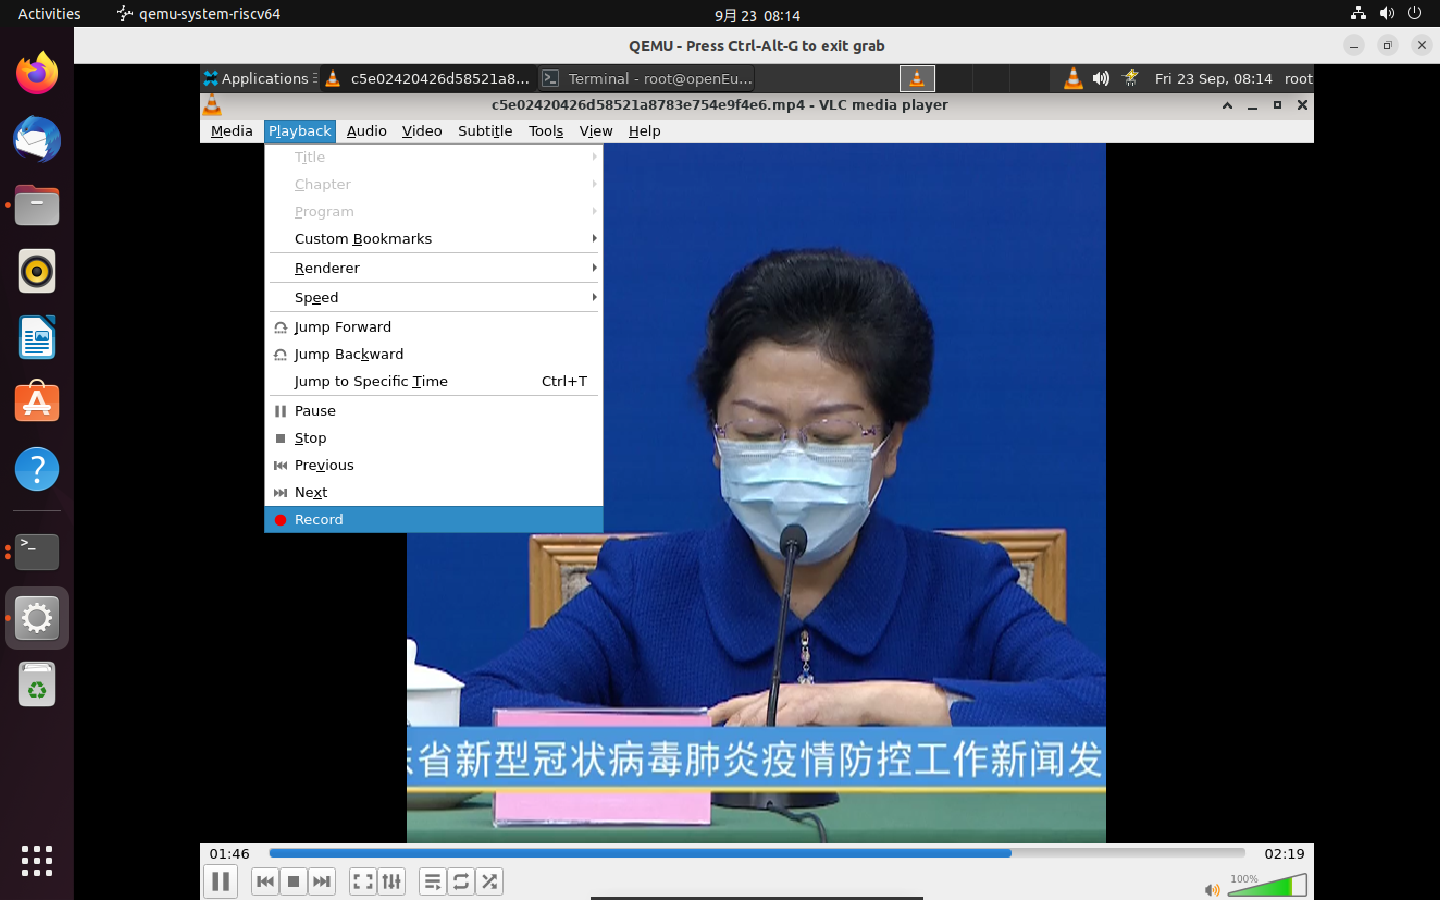 Activities
qemu-system-riscv64
9月 23 08:14
QEMU - Press Ctrl-Alt-G to exit grab
Applications
c5e02420426d58521a8...
Terminal - root@openEu...
Fri 23 Sep, 08:14
root
c5e02420426d58521a8783e754e9f4e6.mp4 - VLC media player
Media Playback Audio Video Subtitle Tools View Help
Title
Chapter
Program
Custom Bookmarks
Renderer
Speed
Jump Forward
Jump Backward
Jump to Specific Time Ctrl+T
Pause
Stop
Previous
Next
Record
省新型冠状病毒肺炎疫情防控工作新闻发
01:46
02:19
100%